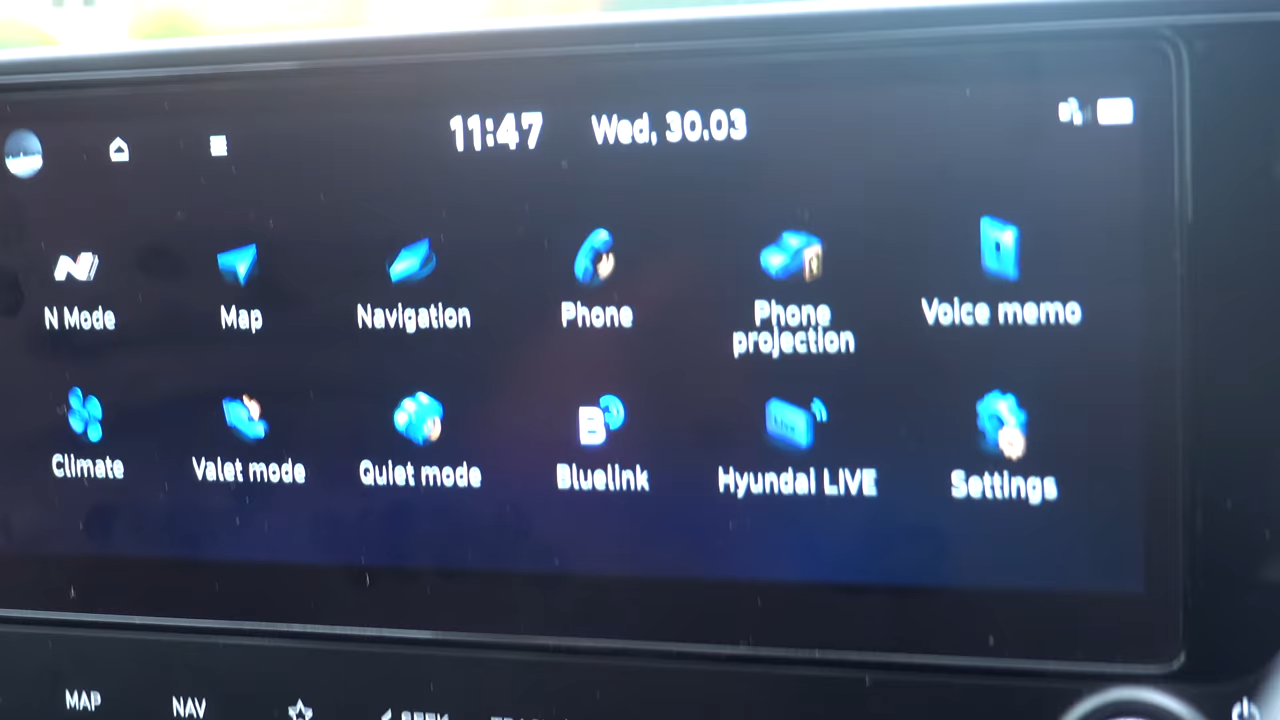 11:47 Wed, 30.03
N Mode Map Navigation Phone Phone projection Voice memo
Climate Valet mode Quiet mode Bluelink Hyundai LIVE Settings
MAP NAV SEEK